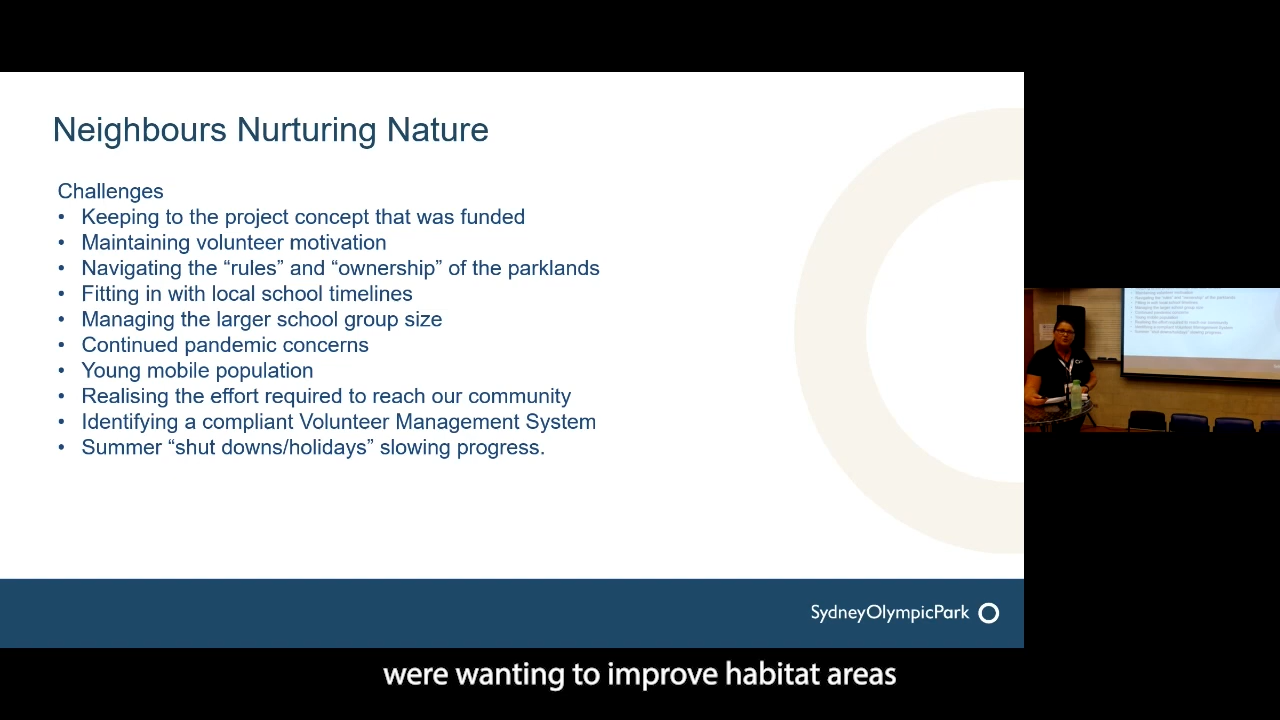 Neighbours Nurturing Nature
Challenges
• Keeping to the project concept that was funded
• Maintaining volunteer motivation
• Navigating the “rules” and “ownership” of the parklands
• Fitting in with local school timelines
• Managing the larger school group size
• Continued pandemic concerns
• Young mobile population
• Realising the effort required to reach our community
• Identifying a compliant Volunteer Management System
• Summer “shut downs/holidays” slowing progress.
SydneyOlympicPark
were wanting to improve habitat areas